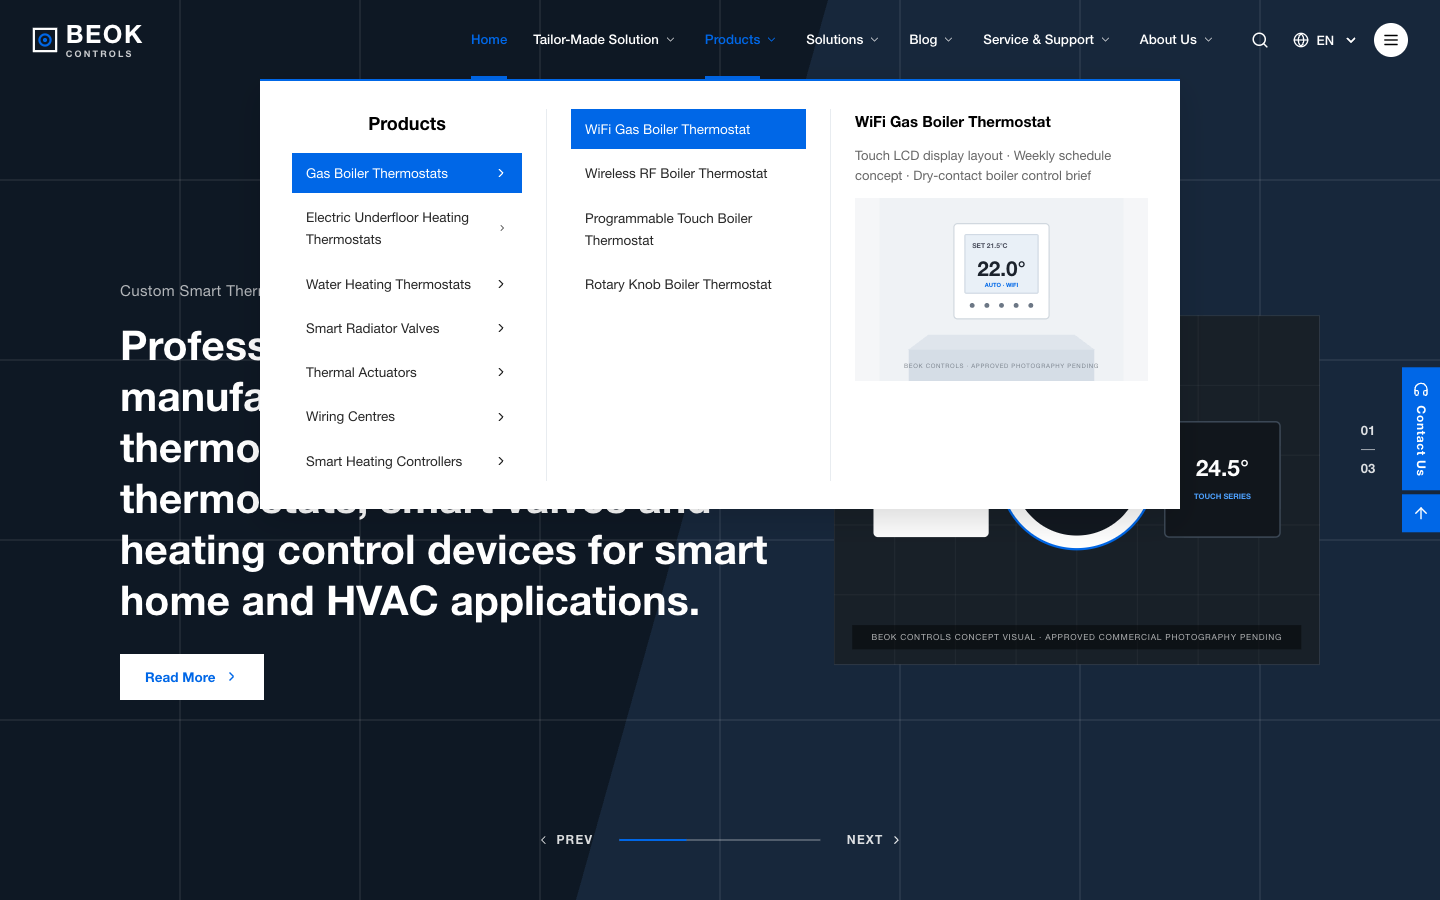 BEOK
CONTROLS
Home
Tailor-Made Solution
Products
Solutions
Blog
Service & Support
About Us
EN
Products
Gas Boiler Thermostats
Electric Underfloor Heating
Thermostats
Water Heating Thermostats
Smart Radiator Valves
Thermal Actuators
Wiring Centres
Smart Heating Controllers
WiFi Gas Boiler Thermostat
Wireless RF Boiler Thermostat
Programmable Touch Boiler
Thermostat
Rotary Knob Boiler Thermostat
WiFi Gas Boiler Thermostat
Touch LCD display layout · Weekly schedule
concept · Dry-contact boiler control brief
SET 21.5°C
22.0°
AUTO · WIFI
BEOK CONTROLS · APPROVED PHOTOGRAPHY PENDING
Custom Smart
heating control devices for smart
home and HVAC applications.
Read More
24.5°
TOUCH SERIES
BEOK CONTROLS CONCEPT VISUAL · APPROVED COMMERCIAL PHOTOGRAPHY PENDING
01
03
Contact Us
PREV
NEXT